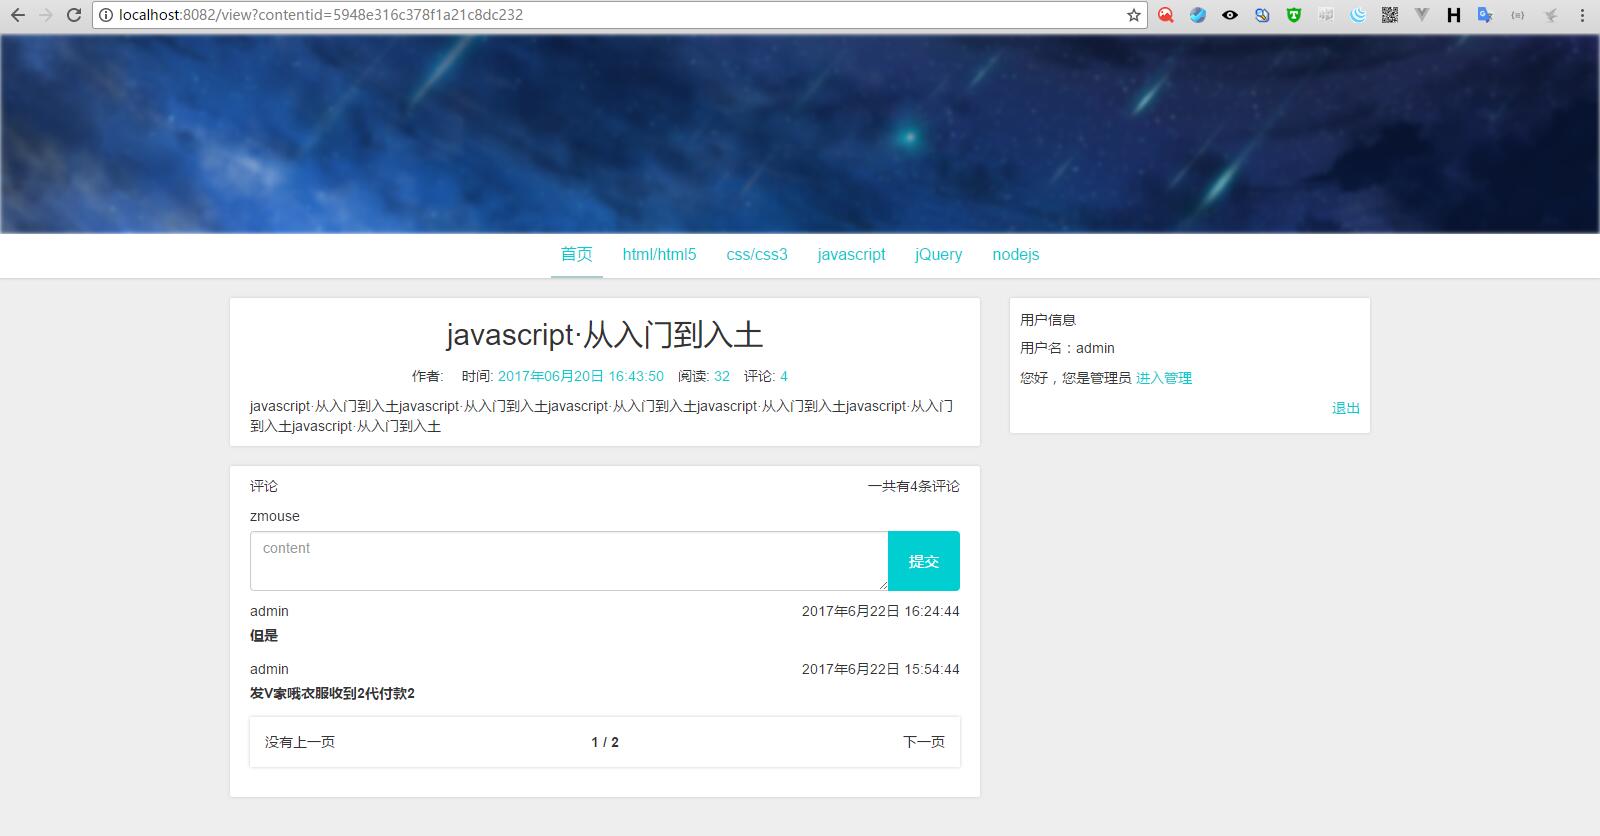 localhost:8082/view?contentid=5948e316c378f1a21c8dc232
首页 html/html5 css/css3 javascript jQuery nodejs
javascript·从入门到入土
作者: 时间: 2017年06月20日 16:43:50 阅读: 32 评论: 4
javascript·从入门到入土javascript·从入门到入土javascript·从入门到入土javascript·从入门到入土javascript·从入门
到入土javascript·从入门到入土
用户信息
用户名：admin
您好，您是管理员 进入管理
退出
评论 一共有4条评论
zmouse
content
提交
admin 2017年6月22日 16:24:44
但是
admin 2017年6月22日 15:54:44
发V家哦衣服收到2代付款2
没有上一页 1 / 2 下一页